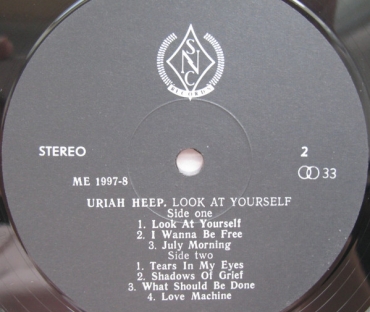 SNC
RECORDS
STEREO
2
ME 1997-8
33
URIAH HEEP. LOOK AT YOURSELF
Side one
1. Look At Yourself
2. I Wanna Be Free
3. July Morning
Side two
1. Tears In My Eyes
2. Shadows Of Grief
3. What Should Be Done
4. Love Machine